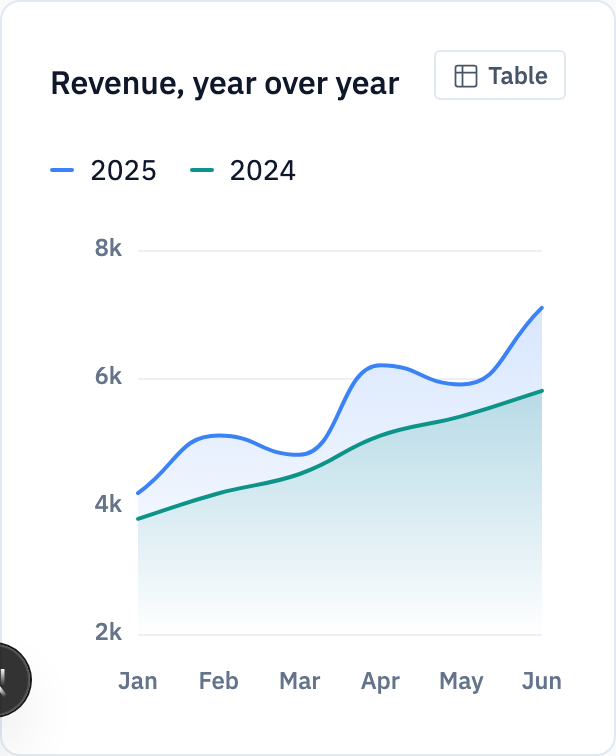 Revenue, year over year
Table
2025
2024
8k
6k
4k
2k
Jan Feb Mar Apr May Jun